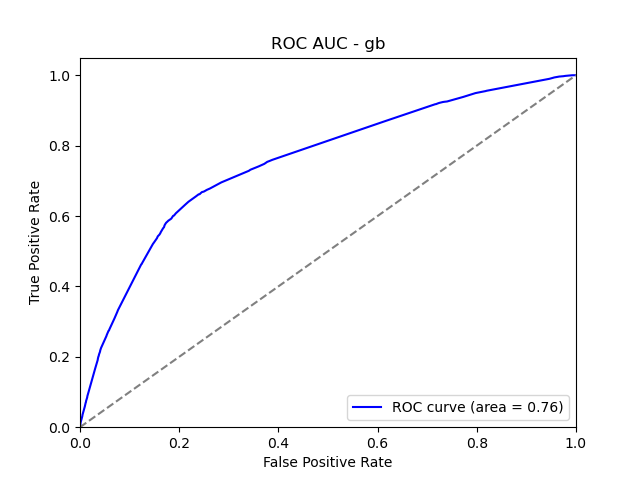 ROC AUC - gb
True Positive Rate
1.0
0.8
0.6
0.4
0.2
0.0
ROC curve (area = 0.76)
0.0 0.2 0.4 0.6 0.8 1.0
False Positive Rate